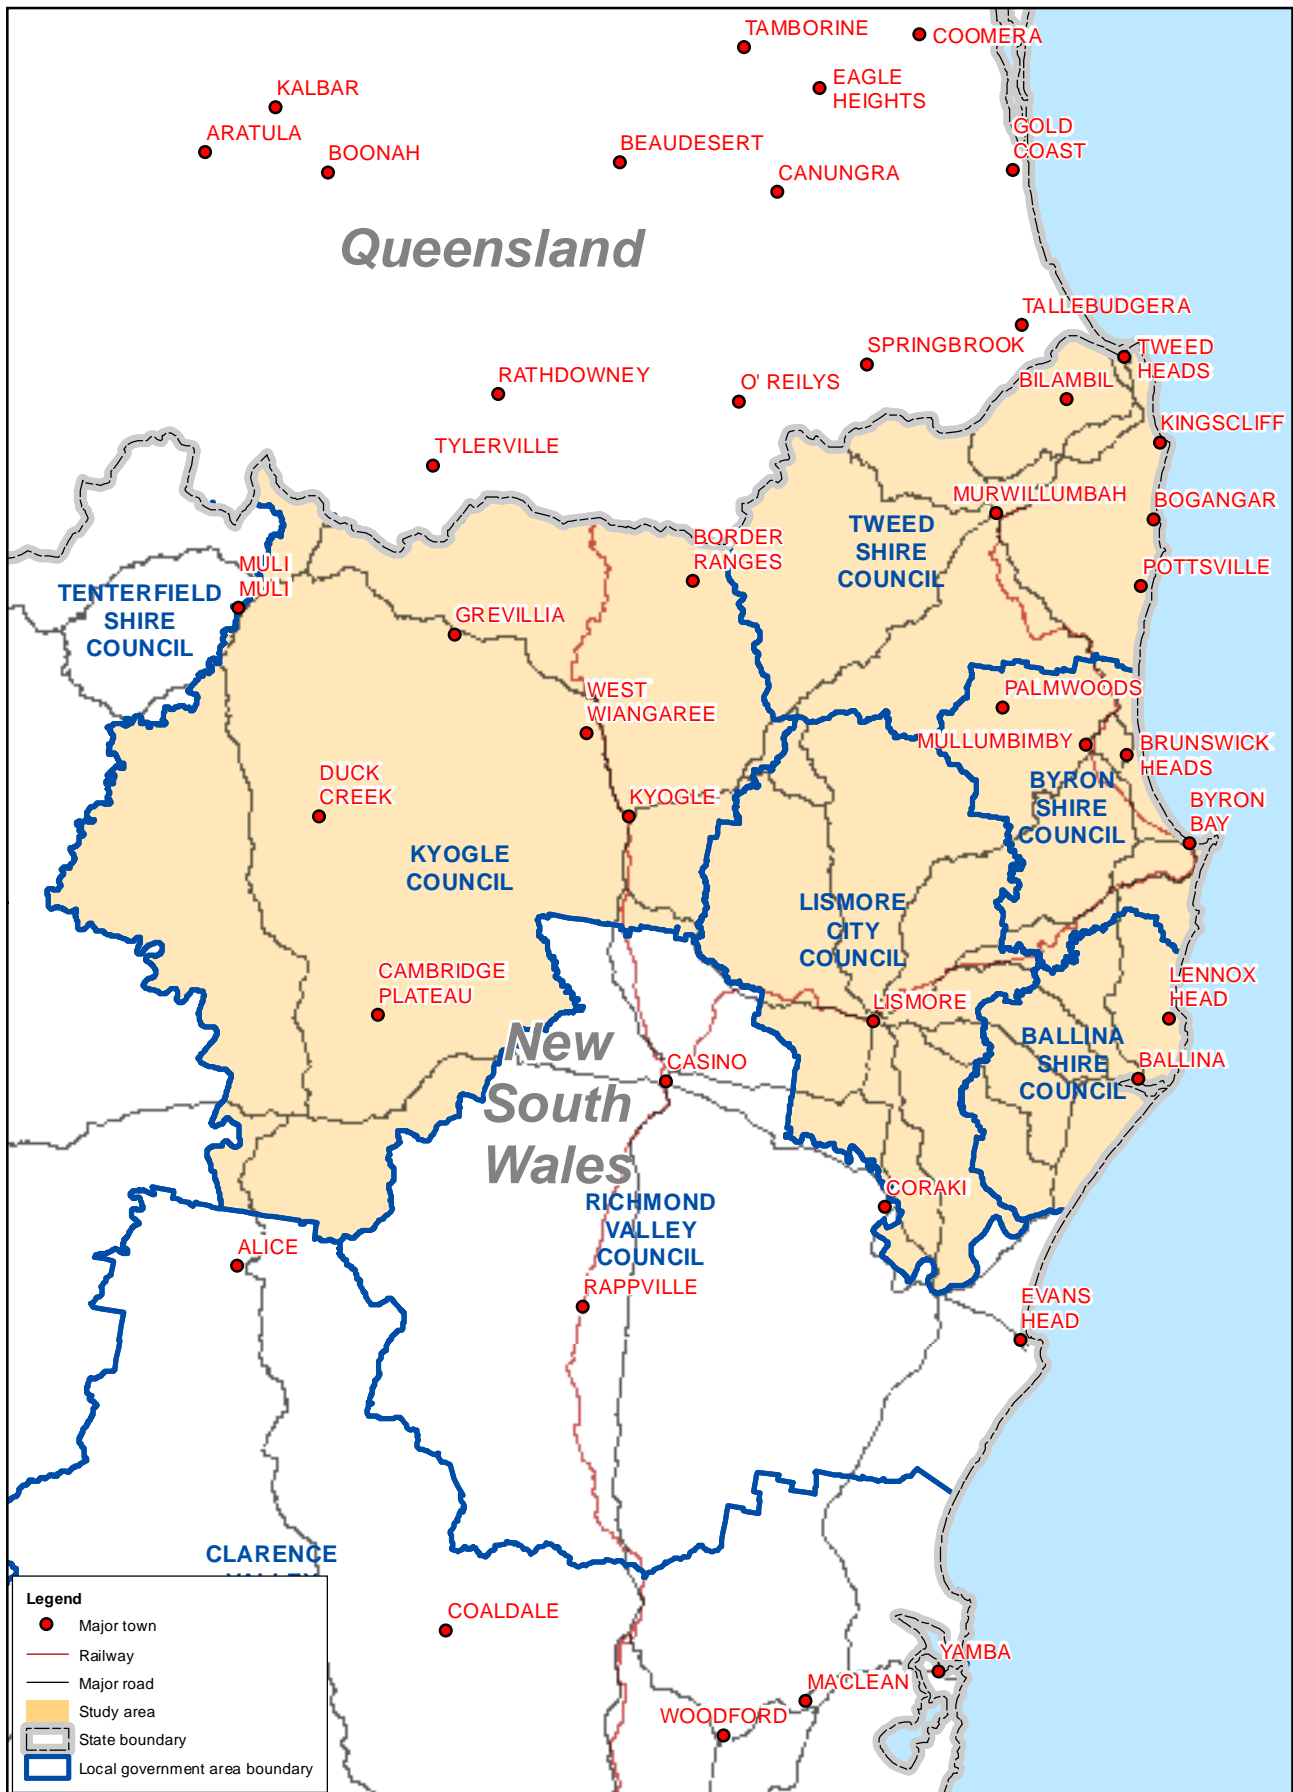 TAMBORINE
COOMERA
EAGLE
HEIGHTS
KALBAR
GOLD
COAST
ARATULA
BOONAH
BEAUDESERT
CANUNGRA
Queensland
TALLEBUDGERA
SPRINGBROOK
TWEED
HEADS
RATHDOWNEY
O' REILYS
BILAMBIL
KINGSCLIFF
TYLERVILLE
MURWILLUMBAH
BOGANGAR
TWEED
SHIRE
COUNCIL
BORDER
RANGES
MULI
MULI
POTTSVILLE
TENTERFIELD
SHIRE
COUNCIL
GREVILLIA
WEST
WIANGAREE
PALMWOODS
MULLUMBIMBY
BRUNSWICK
HEADS
DUCK
CREEK
BYRON
SHIRE
COUNCIL
KYOGLE
BYRON
BAY
KYOGLE
COUNCIL
LISMORE
CITY
COUNCIL
CAMBRIDGE
PLATEAU
LENNOX
HEAD
LISMORE
New
South
Wales
BALLINA
SHIRE
COUNCIL
CASINO
BALLINA
CORAKI
RICHMOND
VALLEY
COUNCIL
ALICE
RAPPVILLE
EVANS
HEAD
CLARENCE
VALLEY
COALDALE
YAMBA
MACLEAN
WOODFORD
Legend
Major town
Railway
Major road
Study area
State boundary
Local government area boundary